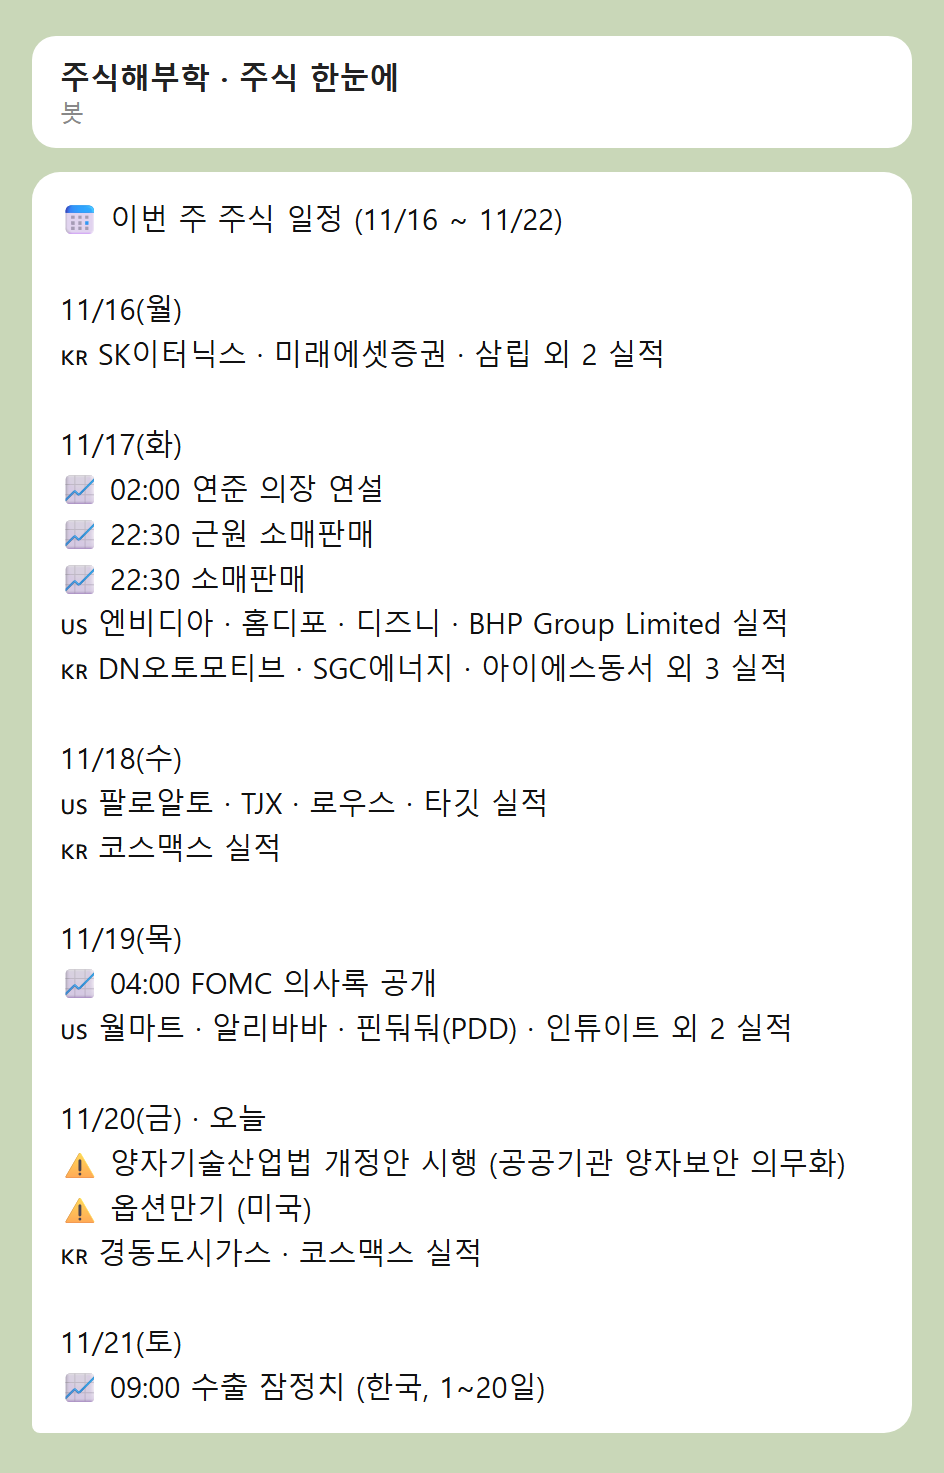 주식해부학 · 주식 한눈에
봇
이번 주 주식 일정 (11/16 ~ 11/22)
11/16(월)
KR SK이터닉스 · 미래에셋증권 · 삼립 외 2 실적
11/17(화)
02:00 연준 의장 연설
22:30 근원 소매판매
22:30 소매판매
US 엔비디아 · 홈디포 · 디즈니 · BHP Group Limited 실적
KR DN오토모티브 · SGC에너지 · 아이에스동서 외 3 실적
11/18(수)
US 팔로알토 · TJX · 로우스 · 타깃 실적
KR 코스맥스 실적
11/19(목)
04:00 FOMC 의사록 공개
US 월마트 · 알리바바 · 핀둬둬(PDD) · 인튜이트 외 2 실적
11/20(금) · 오늘
⚠️ 양자기술산업법 개정안 시행 (공공기관 양자보안 의무화)
⚠️ 옵션만기 (미국)
KR 경동도시가스 · 코스맥스 실적
11/21(토)
09:00 수출 잠정치 (한국, 1~20일)